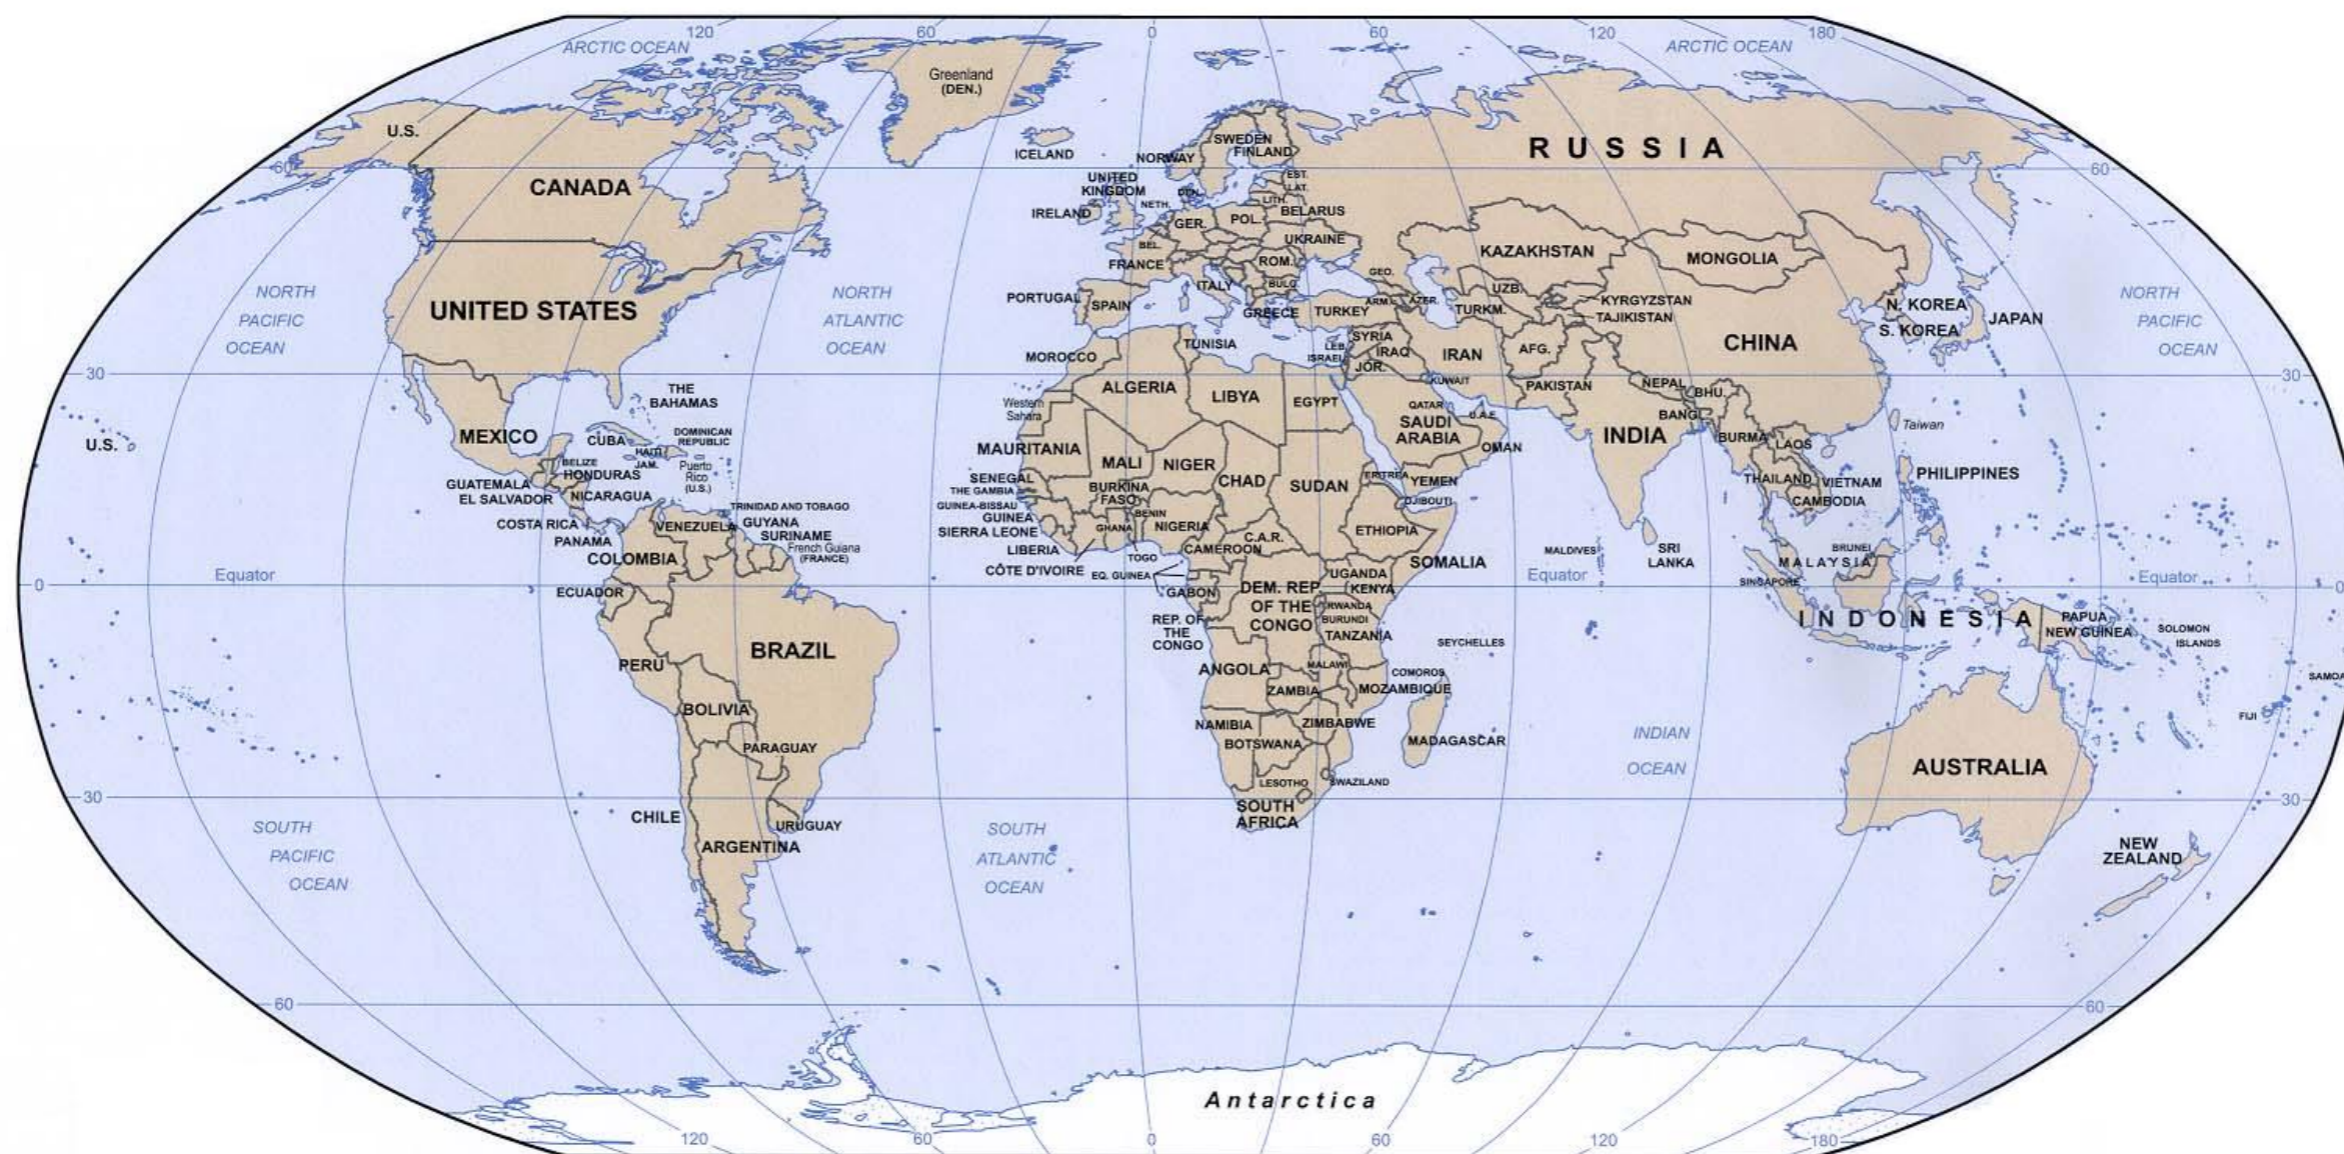 120
60
0
60
120
180
ARCTIC OCEAN
ARCTIC OCEAN
Greenland
(DEN.)
U.S.
ICELAND
NORWAY
SWEDEN
FINLAND
RUSSIA
60
60
CANADA
UNITED
KINGDOM
IRELAND
NETH.
DEN.
EST.
LAT.
LITH.
BELARUS
GER.
POL.
BEL.
UKRAINE
FRANCE
ROM.
ITALY
BULG.
KAZAKHSTAN
MONGOLIA
GEO.
UZB.
KYRGYZSTAN
TAJIKISTAN
PORTUGAL
SPAIN
GREECE
TURKEY
ARM.
AZER.
TURKM.
N. KOREA
S. KOREA
JAPAN
NORTH
PACIFIC
OCEAN
UNITED STATES
NORTH
ATLANTIC
OCEAN
NORTH
PACIFIC
OCEAN
TUNISIA
MOROCCO
LEB.
ISRAEL
SYRIA
IRAQ
JOR.
IRAN
AFG.
CHINA
30
30
KUWAIT
PAKISTAN
NEPAL
BHU.
ALGERIA
LIBYA
EGYPT
THE
BAHAMAS
Western
Sahara
QATAR
U.A.E.
SAUDI
ARABIA
OMAN
BANGL.
INDIA
BURMA
LAOS
Taiwan
U.S.
MEXICO
CUBA
DOMINICAN
REPUBLIC
HAITI
JAM.
Puerto
Rico
(U.S.)
BELIZE
HONDURAS
GUATEMALA
EL SALVADOR
NICARAGUA
MAURITANIA
MALI
NIGER
CHAD
SUDAN
ERITREA
YEMEN
DJIBOUTI
THAILAND
VIETNAM
CAMBODIA
PHILIPPINES
SENEGAL
THE GAMBIA
GUINEA-BISSAU
GUINEA
SIERRA LEONE
LIBERIA
CÔTE D'IVOIRE
BURKINA
FASO
BENIN
GHANA
NIGERIA
TOGO
EQ. GUINEA
C.A.R.
CAMEROON
ETHIOPIA
SOMALIA
COSTA RICA
PANAMA
TRINIDAD AND TOBAGO
VENEZUELA
GUYANA
SURINAME
French Guiana
(FRANCE)
COLOMBIA
MALDIVES
SRI
LANKA
BRUNEI
MALAYSIA
SINGAPORE
0
Equator
Equator
Equator
0
ECUADOR
GABON
REP. OF
THE
CONGO
DEM. REP.
OF THE
CONGO
UGANDA
KENYA
RWANDA
BURUNDI
TANZANIA
SEYCHELLES
INDONESIA
PAPUA
NEW GUINEA
SOLOMON
ISLANDS
SAMOA
PERU
BRAZIL
ANGOLA
MALAWI
ZAMBIA
COMOROS
MOZAMBIQUE
BOLIVIA
NAMIBIA
ZIMBABWE
BOTSWANA
MADAGASCAR
FIJI
PARAGUAY
INDIAN
OCEAN
AUSTRALIA
LESOTHO
SWAZILAND
30
30
SOUTH
AFRICA
CHILE
URUGUAY
ARGENTINA
SOUTH
PACIFIC
OCEAN
SOUTH
ATLANTIC
OCEAN
NEW
ZEALAND
60
60
Antarctica
120
60
0
60
120
180